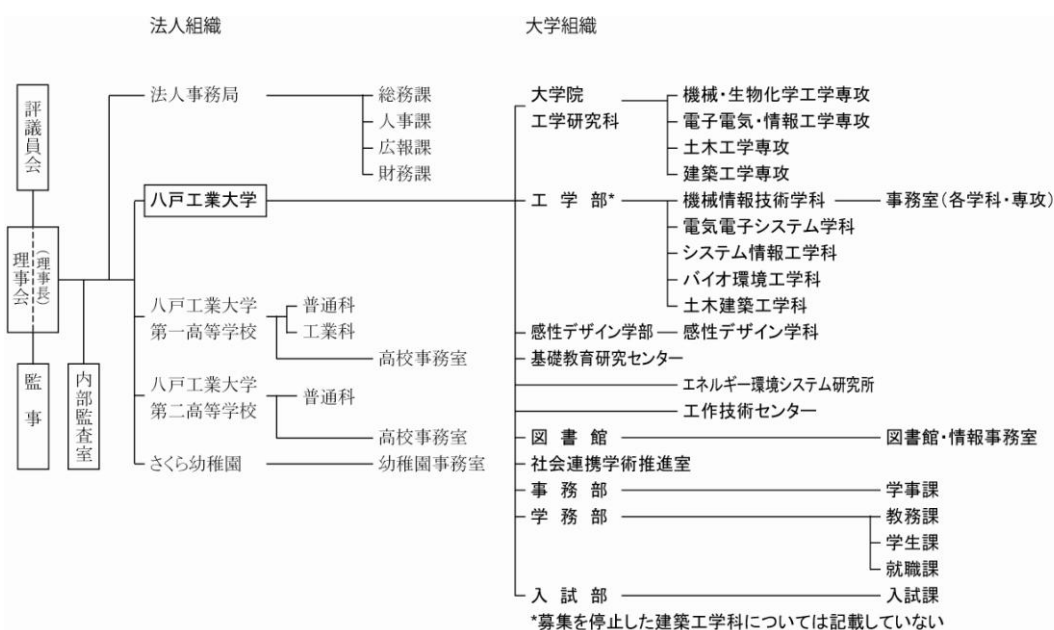 法人組織
大学組織
評議員会
理事会
(理事長)
監事
内部監査室
法人事務局
総務課
人事課
広報課
財務課
八戸工業大学
八戸工業大学
第一高等学校
普通科
工業科
高校事務室
八戸工業大学
第二高等学校
普通科
高校事務室
さくら幼稚園
幼稚園事務室
大学院
工学研究科
機械・生物化学工学専攻
電子電気・情報工学専攻
土木工学専攻
建築工学専攻
工学部*
機械情報技術学科
事務室(各学科・専攻)
電気電子システム学科
システム情報工学科
バイオ環境工学科
土木建築工学科
感性デザイン学部
感性デザイン学科
基礎教育研究センター
エネルギー環境システム研究所
工作技術センター
図書館
図書館・情報事務室
社会連携学術推進室
事務部
学事課
学務部
教務課
学生課
就職課
入試部
入試課
*募集を停止した建築工学科については記載していない